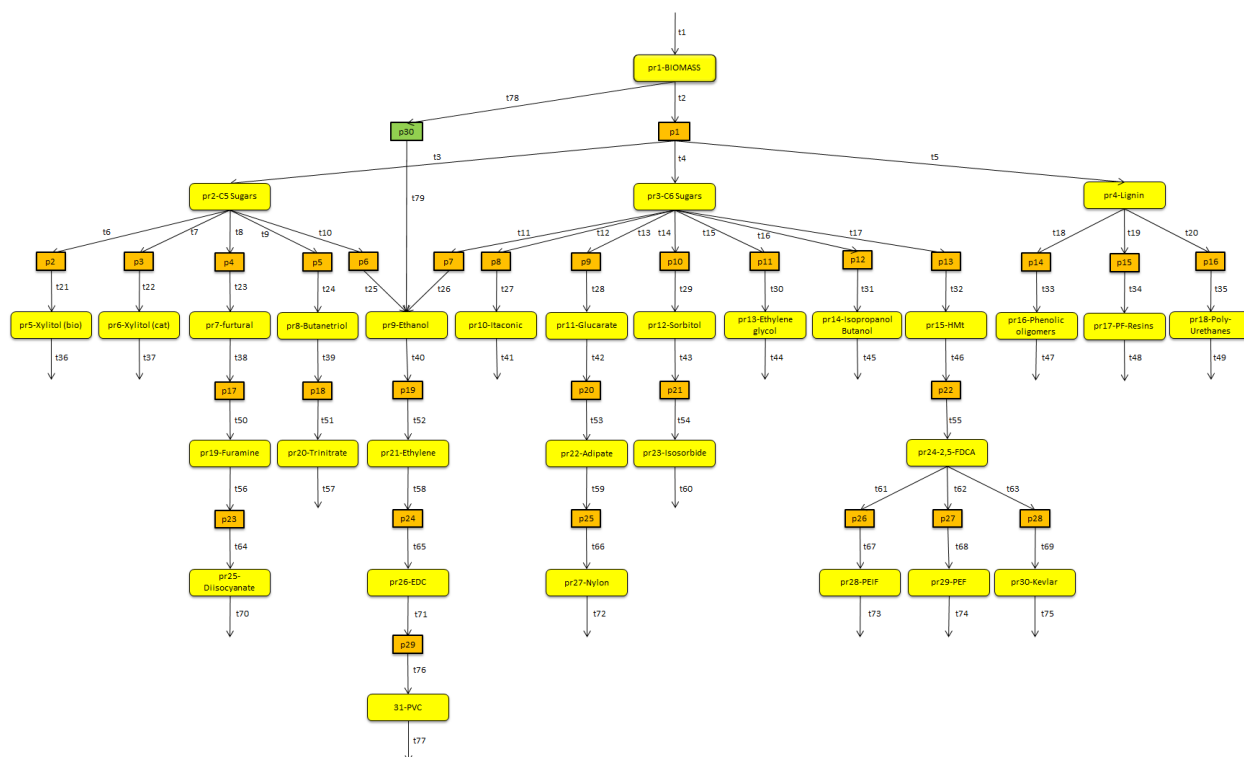 t1
pr1-BIOMASS
t78
t2
p30
p1
t3
t4
t5
pr2-C5 Sugars
t79
pr3-C6 Sugars
pr4-Lignin
t6
t7
t8
t9
t10
t11
t12
t13
t14
t15
t16
t17
t18
t19
t20
p2
p3
p4
p5
p6
p7
p8
p9
p10
p11
p12
p13
p14
p15
p16
t21
t22
t23
t24
t25
t26
t27
t28
t29
t30
t31
t32
t33
t34
t35
pr5-Xylitol (bio)
pr6-Xylitol (cat)
pr7-furtural
pr8-Butanetriol
pr9-Ethanol
pr10-Itaconic
pr11-Glucarate
pr12-Sorbitol
pr13-Ethylene
glycol
pr14-Isopropanol
Butanol
pr15-HMt
pr16-Phenolic
oligomers
pr17-PF-Resins
pr18-Poly-
Urethanes
t36
t37
t38
t39
t40
t41
t42
t43
t44
t45
t46
t47
t48
t49
p17
p18
p19
p20
p21
p22
t50
t51
t52
t53
t54
t55
pr19-Furamine
pr20-Trinitrate
pr21-Ethylene
pr22-Adipate
pr23-Isosorbide
pr24-2,5-FDCA
t56
t57
t58
t59
t60
t61
t62
t63
p23
p24
p25
p26
p27
p28
t64
t65
t66
t67
t68
t69
pr25-
Diisocyanate
pr26-EDC
pr27-Nylon
pr28-PEIF
pr29-PEF
pr30-Kevlar
t70
t71
t72
t73
t74
t75
p29
t76
31-PVC
t77